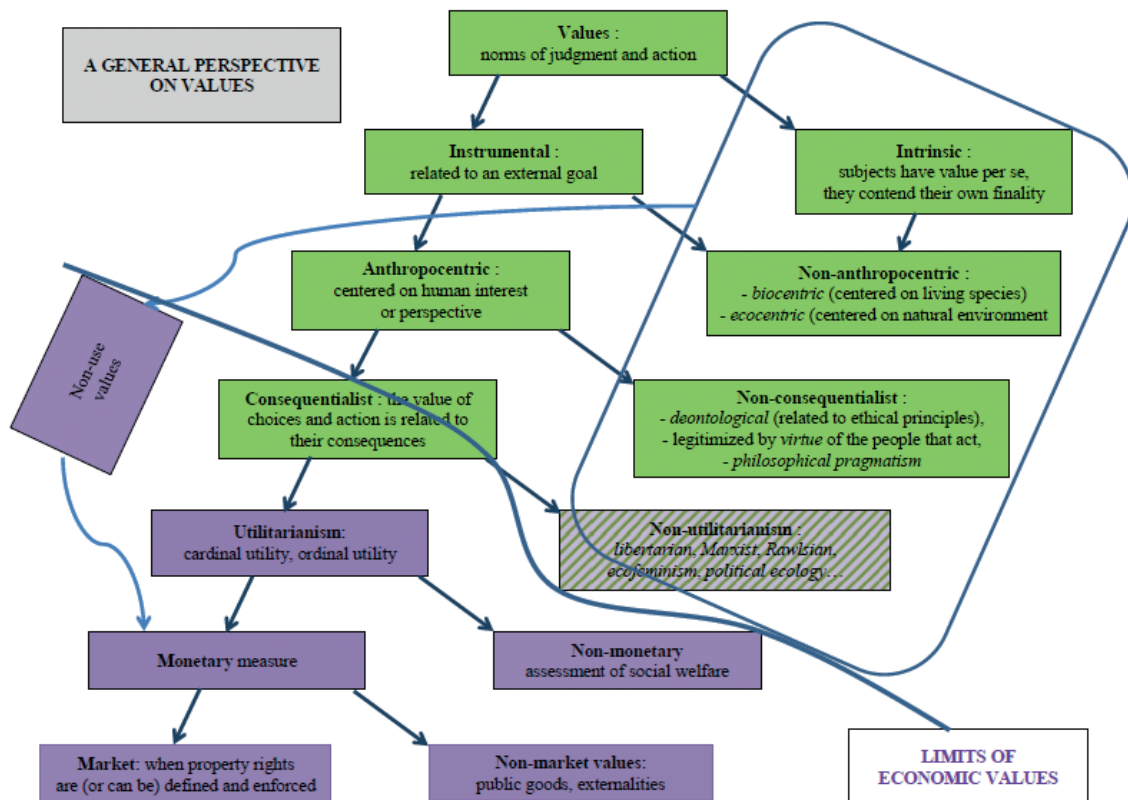 A GENERAL PERSPECTIVE
ON VALUES
Values :
norms of judgment and action
Instrumental :
related to an external goal
Intrinsic :
subjects have value per se,
they contend their own finality
Anthropocentric :
centered on human interest
or perspective
Non-anthropocentric :
- biocentric (centered on living species)
- ecocentric (centered on natural environment
Non-use
values
Consequentialist : the value of
choices and action is related to
their consequences
Non-consequentialist :
- deontological (related to ethical principles),
- legitimized by virtue of the people that act,
- philosophical pragmatism
Utilitarianism:
cardinal utility, ordinal utility
Non-utilitarianism :
libertarian, Marxist, Rawlsian,
ecofeminism, political ecology…
Monetary measure
Non-monetary
assessment of social welfare
Market: when property rights
are (or can be) defined and enforced
Non-market values:
public goods, externalities
LIMITS OF
ECONOMIC VALUES